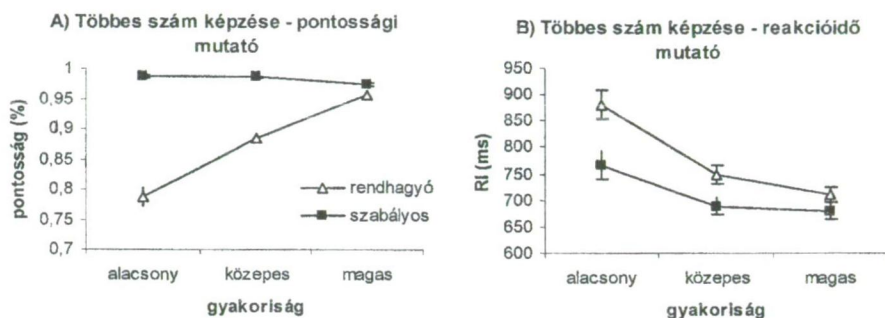 A) Többes szám képzése - pontossági
mutató
pontosság (%)
1
0,95
0,9
0,85
0,8
0,75
0,7
rendhagyó
szabályos
alacsony közepes magas
gyakoriság
B) Többes szám képzése - reakcióidő
mutató
RI (ms)
950
900
850
800
750
700
650
600
alacsony közepes magas
gyakoriság